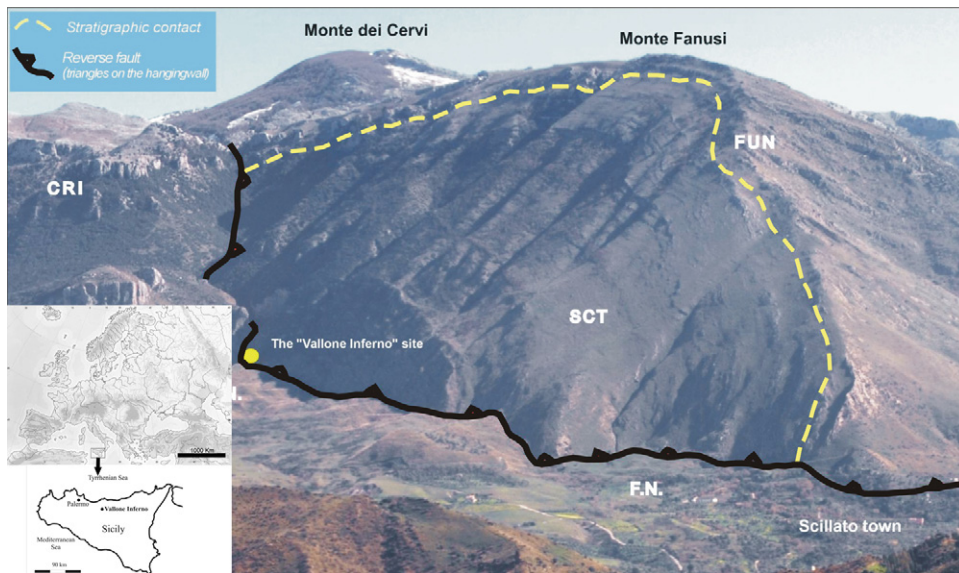 Stratigraphic contact
Reverse fault
(triangles on the hangingwall)
Monte dei Cervi
Monte Fanusi
CRI
FUN
SCT
The "Vallone Inferno" site
F.N.
Scillato town
1000 Km
Tyrrhenian Sea
Palermo
Vallone Inferno
Sicily
Mediterranean
Sea
90 km